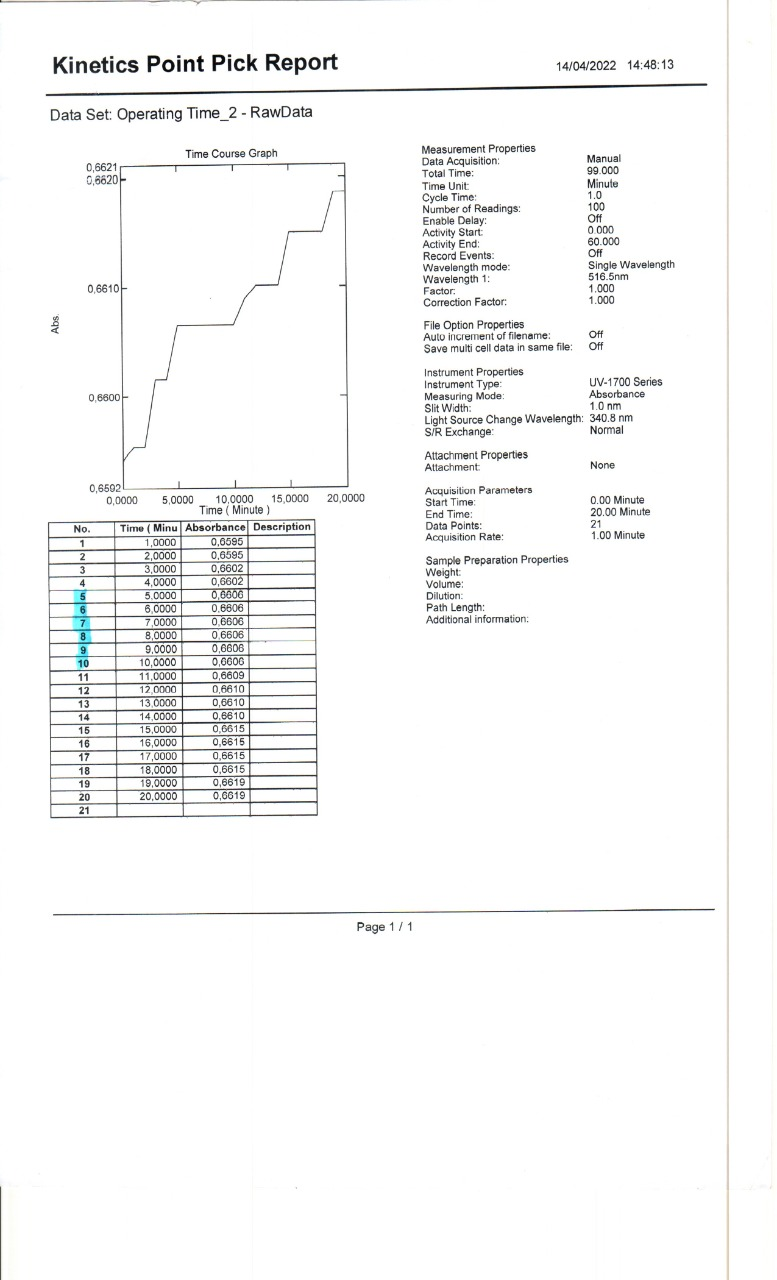 Kinetics Point Pick Report
14/04/2022 14:48:13
Data Set: Operating Time_2 - RawData
Time Course Graph
0,6621
0,6620
0,6610
0,6600
0,6592
Abs.
0,0000 5,0000 10,0000 15,0000 20,0000
Time ( Minute )
No. Time ( Minu Absorbance Description
1 1,0000 0,6595
2 2,0000 0,6595
3 3,0000 0,6602
4 4,0000 0,6602
5 5,0000 0,6606
6 6,0000 0,6606
7 7,0000 0,6606
8 8,0000 0,6606
9 9,0000 0,6606
10 10,0000 0,6606
11 11,0000 0,6609
12 12,0000 0,6610
13 13,0000 0,6610
14 14,0000 0,6610
15 15,0000 0,6615
16 16,0000 0,6615
17 17,0000 0,6615
18 18,0000 0,6615
19 19,0000 0,6619
20 20,0000 0,6619
21
Measurement Properties
Data Acquisition: Manual
Total Time: 99.000
Time Unit: Minute
Cycle Time: 1.0
Number of Readings: 100
Enable Delay: Off
Activity Start: 0.000
Activity End: 60.000
Record Events: Off
Wavelength mode: Single Wavelength
Wavelength 1: 516.5nm
Factor: 1.000
Correction Factor: 1.000
File Option Properties
Auto increment of filename: Off
Save multi cell data in same file: Off
Instrument Properties
Instrument Type: UV-1700 Series
Measuring Mode: Absorbance
Slit Width: 1.0 nm
Light Source Change Wavelength: 340.8 nm
S/R Exchange: Normal
Attachment Properties
Attachment: None
Acquisition Parameters
Start Time: 0.00 Minute
End Time: 20.00 Minute
Data Points: 21
Acquisition Rate: 1.00 Minute
Sample Preparation Properties
Weight:
Volume:
Dilution:
Path Length:
Additional information:
Page 1 / 1